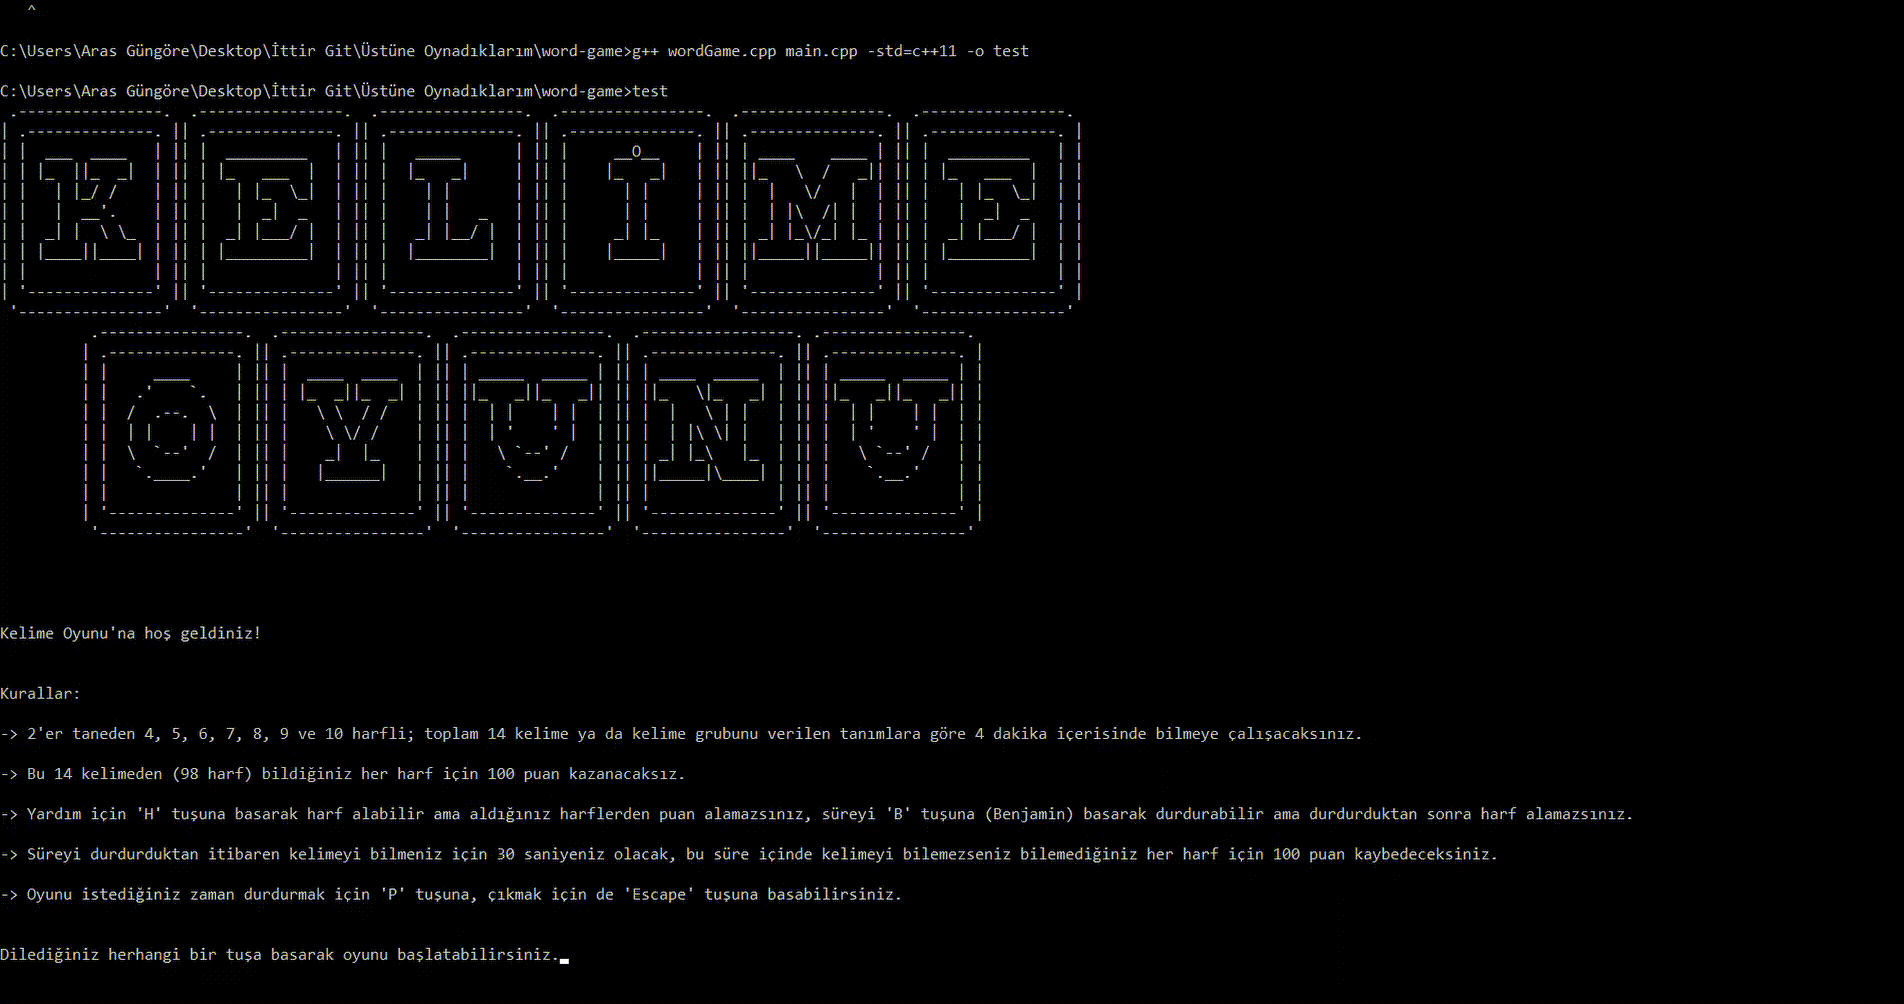 ^
C:\Users\Aras Güngöre\Desktop\İttir Git\Üstüne Oynadıklarım\word-game>g++ wordGame.cpp main.cpp -std=c++11 -o test
C:\Users\Aras Güngöre\Desktop\İttir Git\Üstüne Oynadıklarım\word-game>test
KELİME
OYUNU
Kelime Oyunu'na hoş geldiniz!
Kurallar:
-> 2'er taneden 4, 5, 6, 7, 8, 9 ve 10 harfli; toplam 14 kelime ya da kelime grubunu verilen tanımlara göre 4 dakika içerisinde bilmeye çalışacaksınız.
-> Bu 14 kelimeden (98 harf) bildiğiniz her harf için 100 puan kazanacaksız.
-> Yardım için 'H' tuşuna basarak harf alabilir ama aldığınız harflerden puan alamazsınız, süreyi 'B' tuşuna (Benjamin) basarak durdurabilir ama durdurduktan sonra harf alamazsınız.
-> Süreyi durdurduktan itibaren kelimeyi bilmeniz için 30 saniyeniz olacak, bu süre içinde kelimeyi bilemezseniz bilemediğiniz her harf için 100 puan kaybedeceksiniz.
-> Oyunu istediğiniz zaman durdurmak için 'P' tuşuna, çıkmak için de 'Escape' tuşuna basabilirsiniz.
Dilediğiniz herhangi bir tuşa basarak oyunu başlatabilirsiniz.